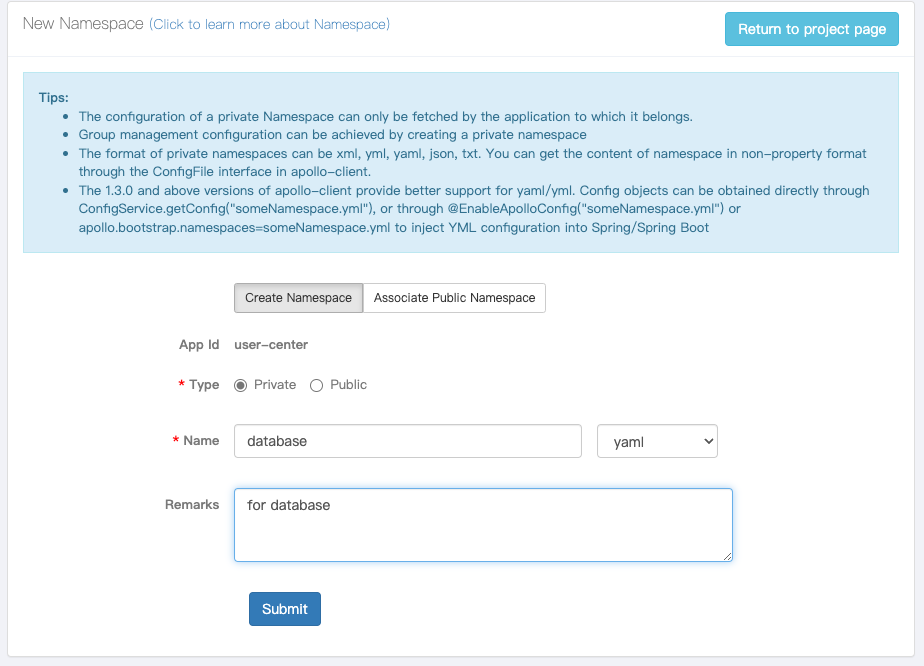 New Namespace (Click to learn more about Namespace)
Return to project page
Tips:
The configuration of a private Namespace can only be fetched by the application to which it belongs.
Group management configuration can be achieved by creating a private namespace
The format of private namespaces can be xml, yml, yaml, json, txt. You can get the content of namespace in non-property format
through the ConfigFile interface in apollo-client.
The 1.3.0 and above versions of apollo-client provide better support for yaml/yml. Config objects can be obtained directly through
ConfigService.getConfig("someNamespace.yml"), or through @EnableApolloConfig("someNamespace.yml") or
apollo.bootstrap.namespaces=someNamespace.yml to inject YML configuration into Spring/Spring Boot
Create Namespace Associate Public Namespace
App Id user-center
* Type Private Public
* Name database yaml
Remarks for database
Submit